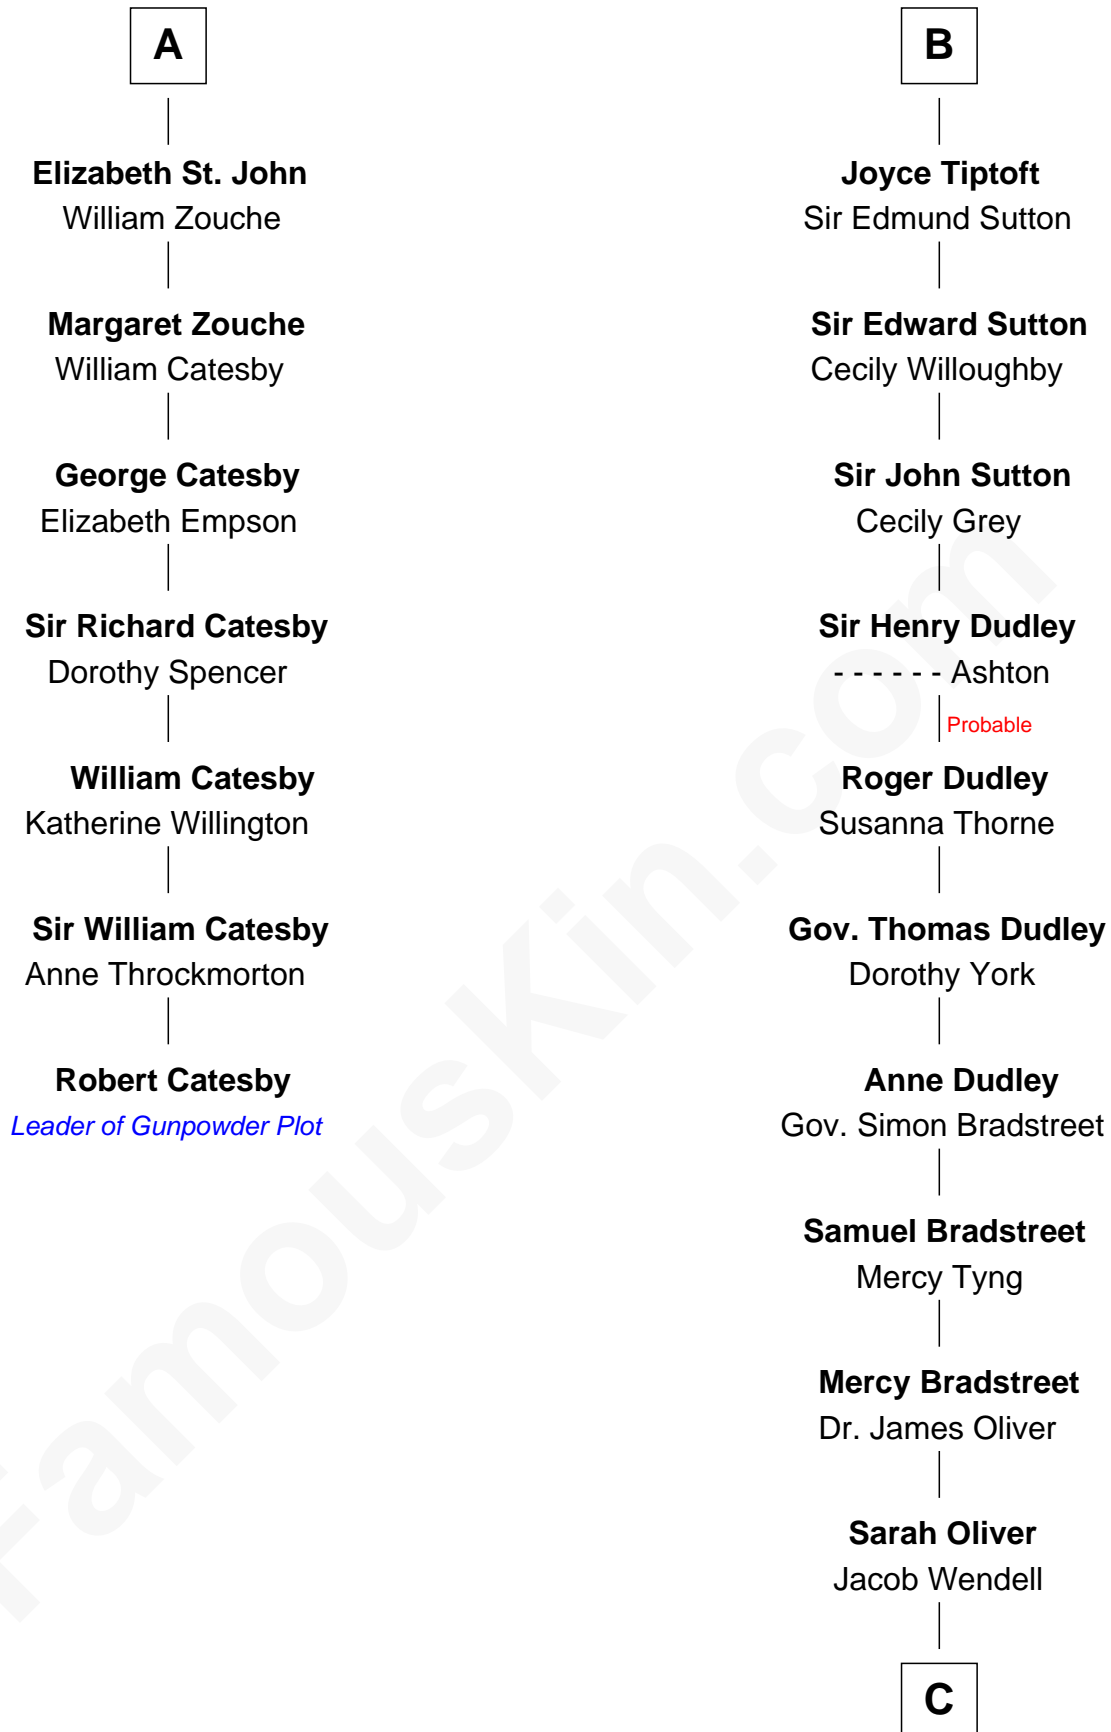 A
Elizabeth St. John
William Zouche
Margaret Zouche
William Catesby
George Catesby
Elizabeth Empson
Sir Richard Catesby
Dorothy Spencer
William Catesby
Katherine Willington
Sir William Catesby
Anne Throckmorton
Robert Catesby
Leader of Gunpowder Plot
B
Joyce Tiptoft
Sir Edmund Sutton
Sir Edward Sutton
Cecily Willoughby
Sir John Sutton
Cecily Grey
Sir Henry Dudley
- - - - - - Ashton
Probable
Roger Dudley
Susanna Thorne
Gov. Thomas Dudley
Dorothy York
Anne Dudley
Gov. Simon Bradstreet
Samuel Bradstreet
Mercy Tyng
Mercy Bradstreet
Dr. James Oliver
Sarah Oliver
Jacob Wendell
C
FamousKin.com